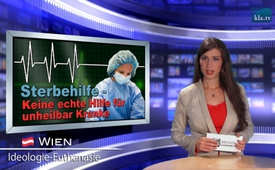 kla.tv
Sterbehilfe -
Keine echte Hilfe für
unheilbar Kranke
WIEN
Ideologie-Euthanasie